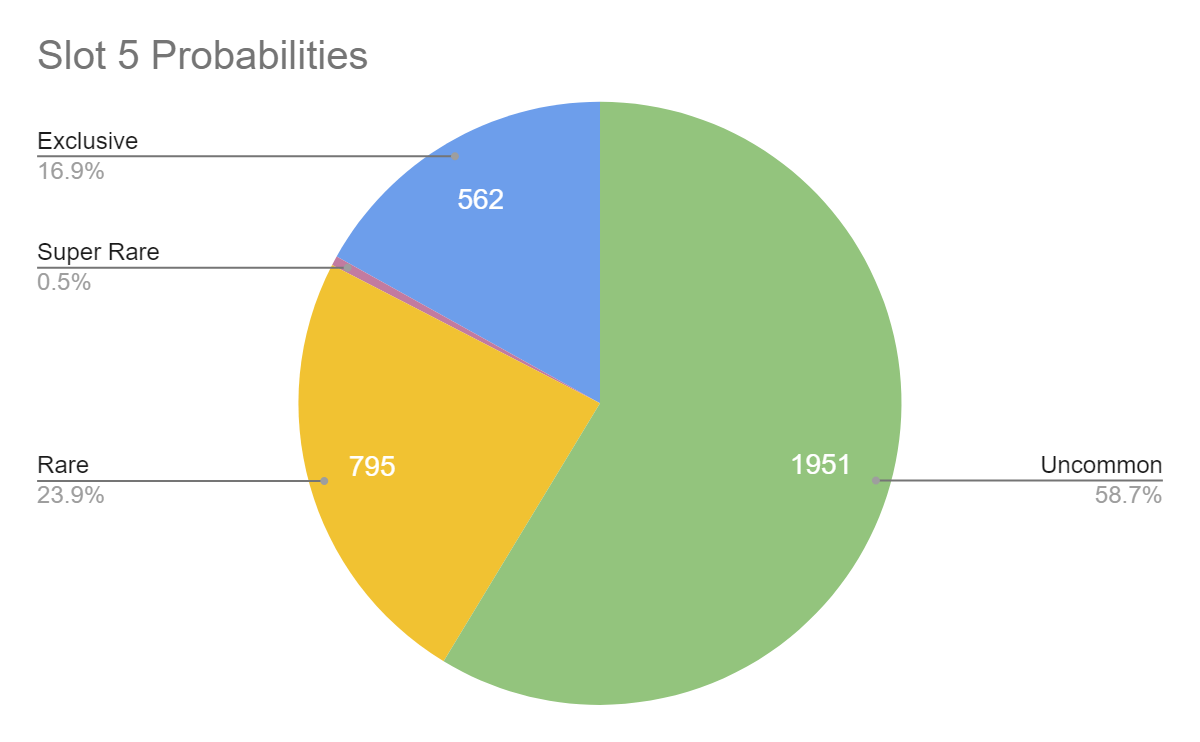 Slot 5 Probabilities
Exclusive
16.9%
562
Super Rare
0.5%
Rare
23.9%
795
1951
Uncommon
58.7%